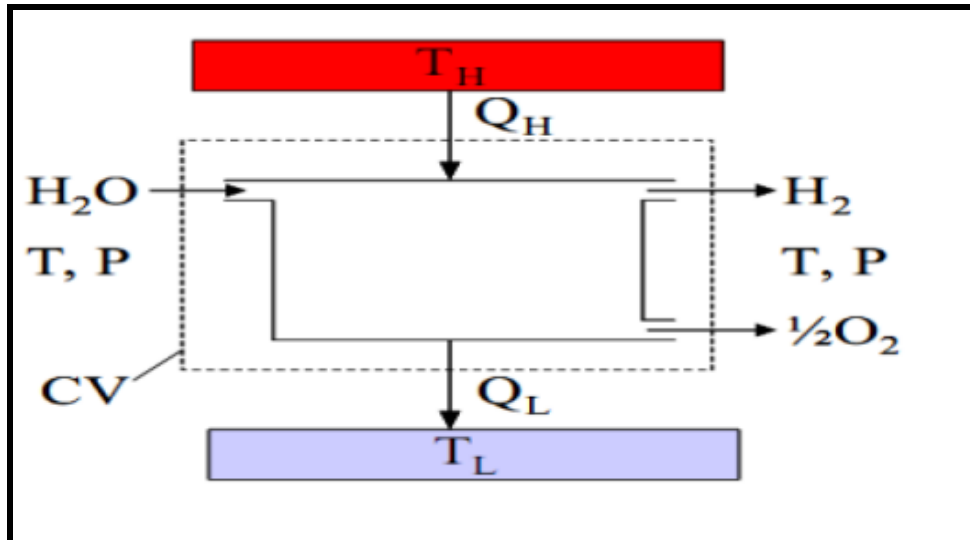 T_H
Q_H
H₂O
H₂
T, P
T, P
½O₂
CV
Q_L
T_L